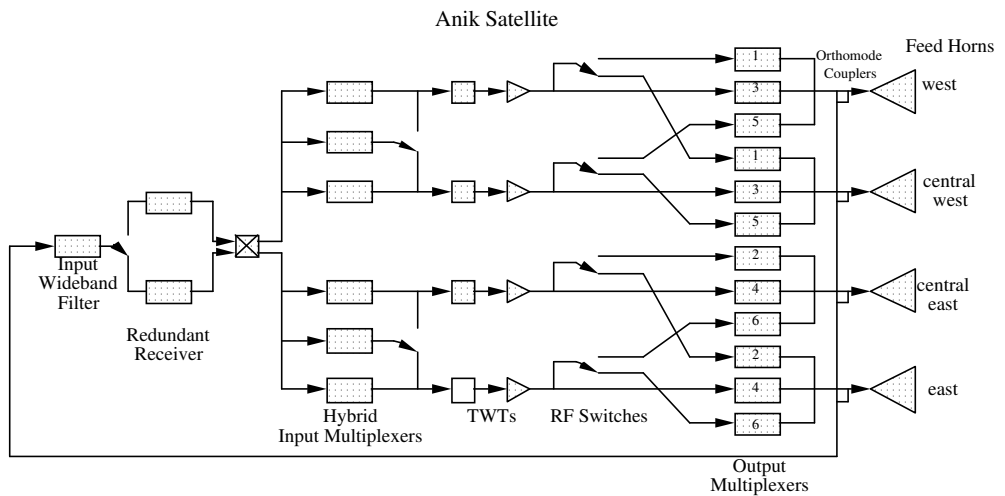 Anik Satellite
Feed Horns
Orthomode
Couplers
1
west
3
5
1
central
west
3
5
2
central
east
4
6
2
east
4
6
Input
Wideband
Filter
Redundant
Receiver
Hybrid
Input Multiplexers
TWTs
RF Switches
Output
Multiplexers